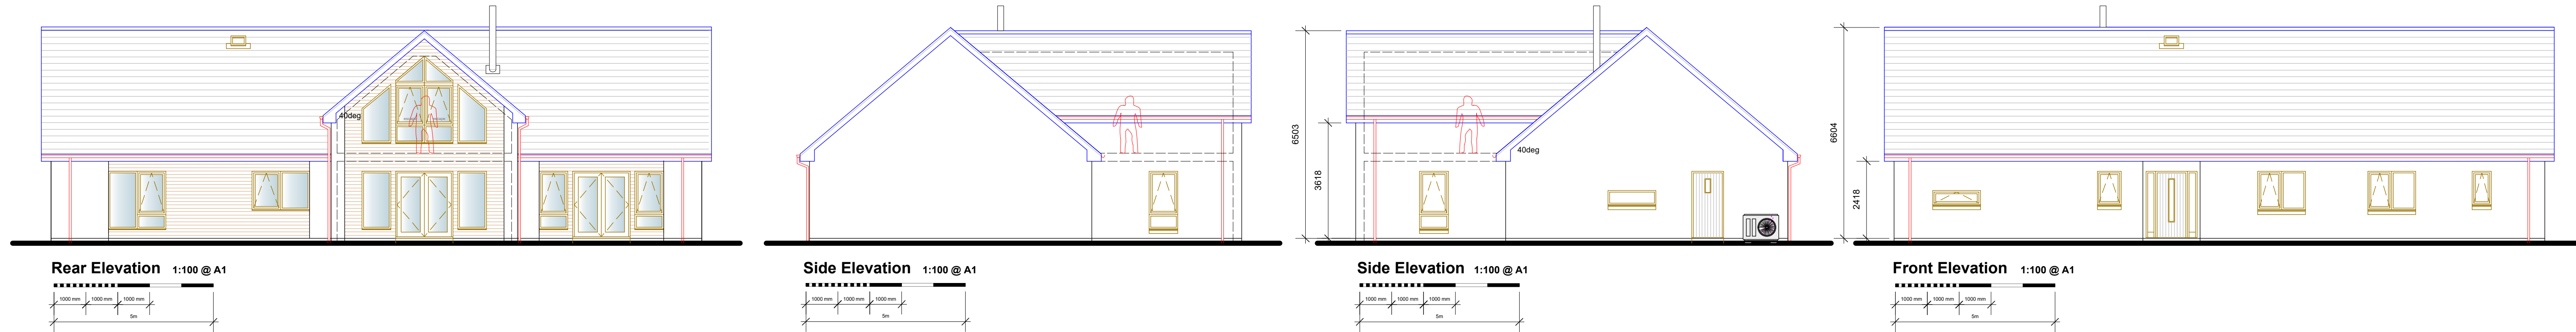 40deg
Rear Elevation 1:100 @ A1
1000 mm 1000 mm 1000 mm
5m
Side Elevation 1:100 @ A1
1000 mm 1000 mm 1000 mm
5m
6503
3618
40deg
Side Elevation 1:100 @ A1
1000 mm 1000 mm 1000 mm
5m
6604
2418
Front Elevation 1:100 @ A1
1000 mm 1000 mm 1000 mm
5m